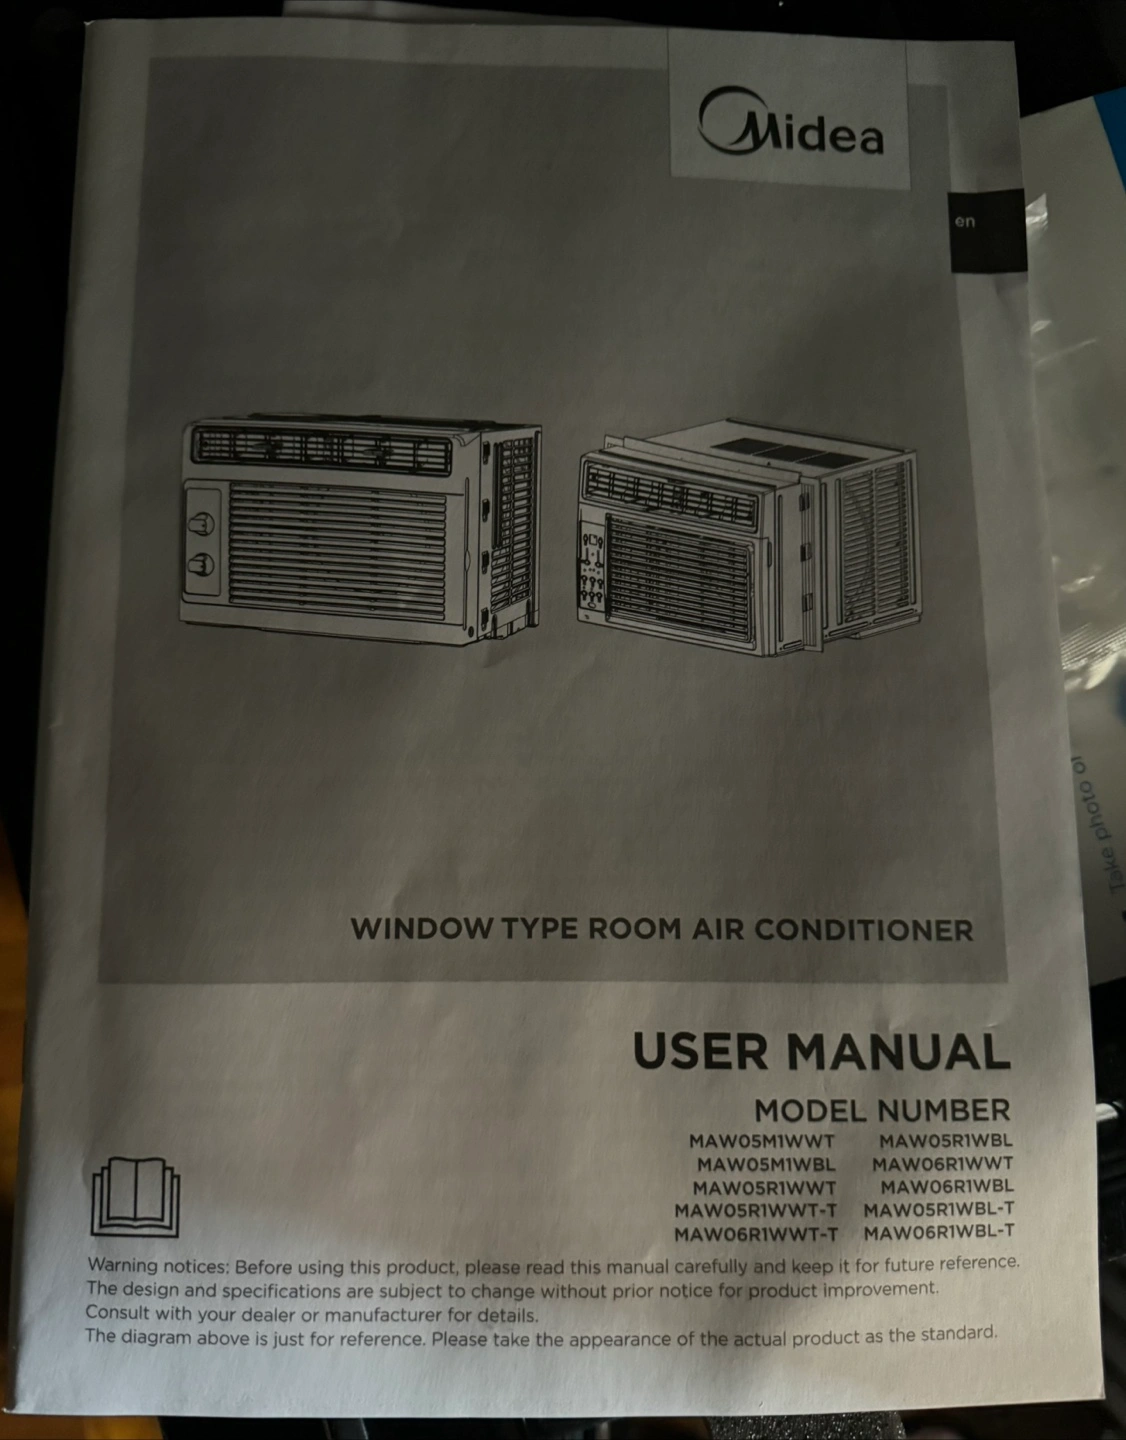 Midea
en
WINDOW TYPE ROOM AIR CONDITIONER
USER MANUAL
MODEL NUMBER
MAW05M1WWT MAW05R1WBL
MAW05M1WBL MAW06R1WWT
MAW05R1WWT MAW06R1WBL
MAW05R1WWT-T MAW05R1WBL-T
MAW06R1WWT-T MAW06R1WBL-T
Warning notices: Before using this product, please read this manual carefully and keep it for future reference.
The design and specifications are subject to change without prior notice for product improvement.
Consult with your dealer or manufacturer for details.
The diagram above is just for reference. Please take the appearance of the actual product as the standard.
Take photo of